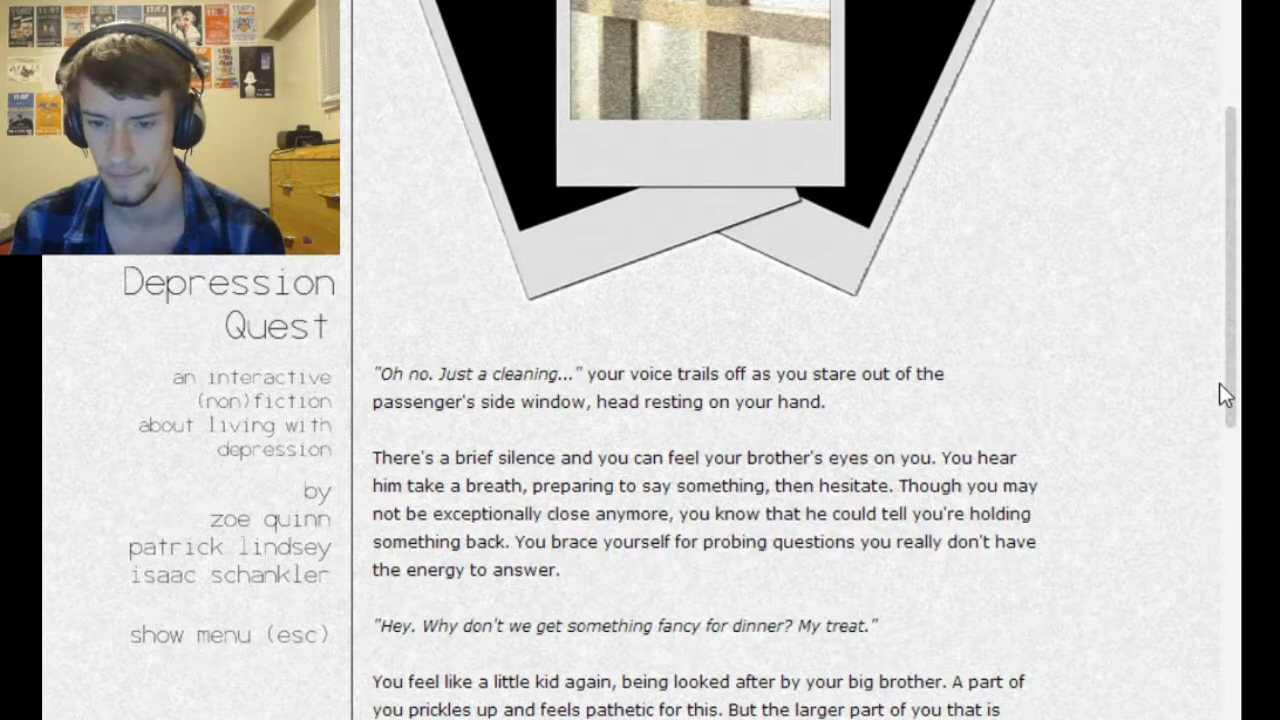 Depression
Quest
an interactive
(non)fiction
about living with
depression
by
zoe quinn
patrick lindsey
isaac schankler
show menu (esc)
"Oh no. Just a cleaning..." your voice trails off as you stare out of the
passenger's side window, head resting on your hand.
There's a brief silence and you can feel your brother's eyes on you. You hear
him take a breath, preparing to say something, then hesitate. Though you may
not be exceptionally close anymore, you know that he could tell you're holding
something back. You brace yourself for probing questions you really don't have
the energy to answer.
"Hey. Why don't we get something fancy for dinner? My treat."
You feel like a little kid again, being looked after by your big brother. A part of
you prickles up and feels pathetic for this. But the larger part of you that is